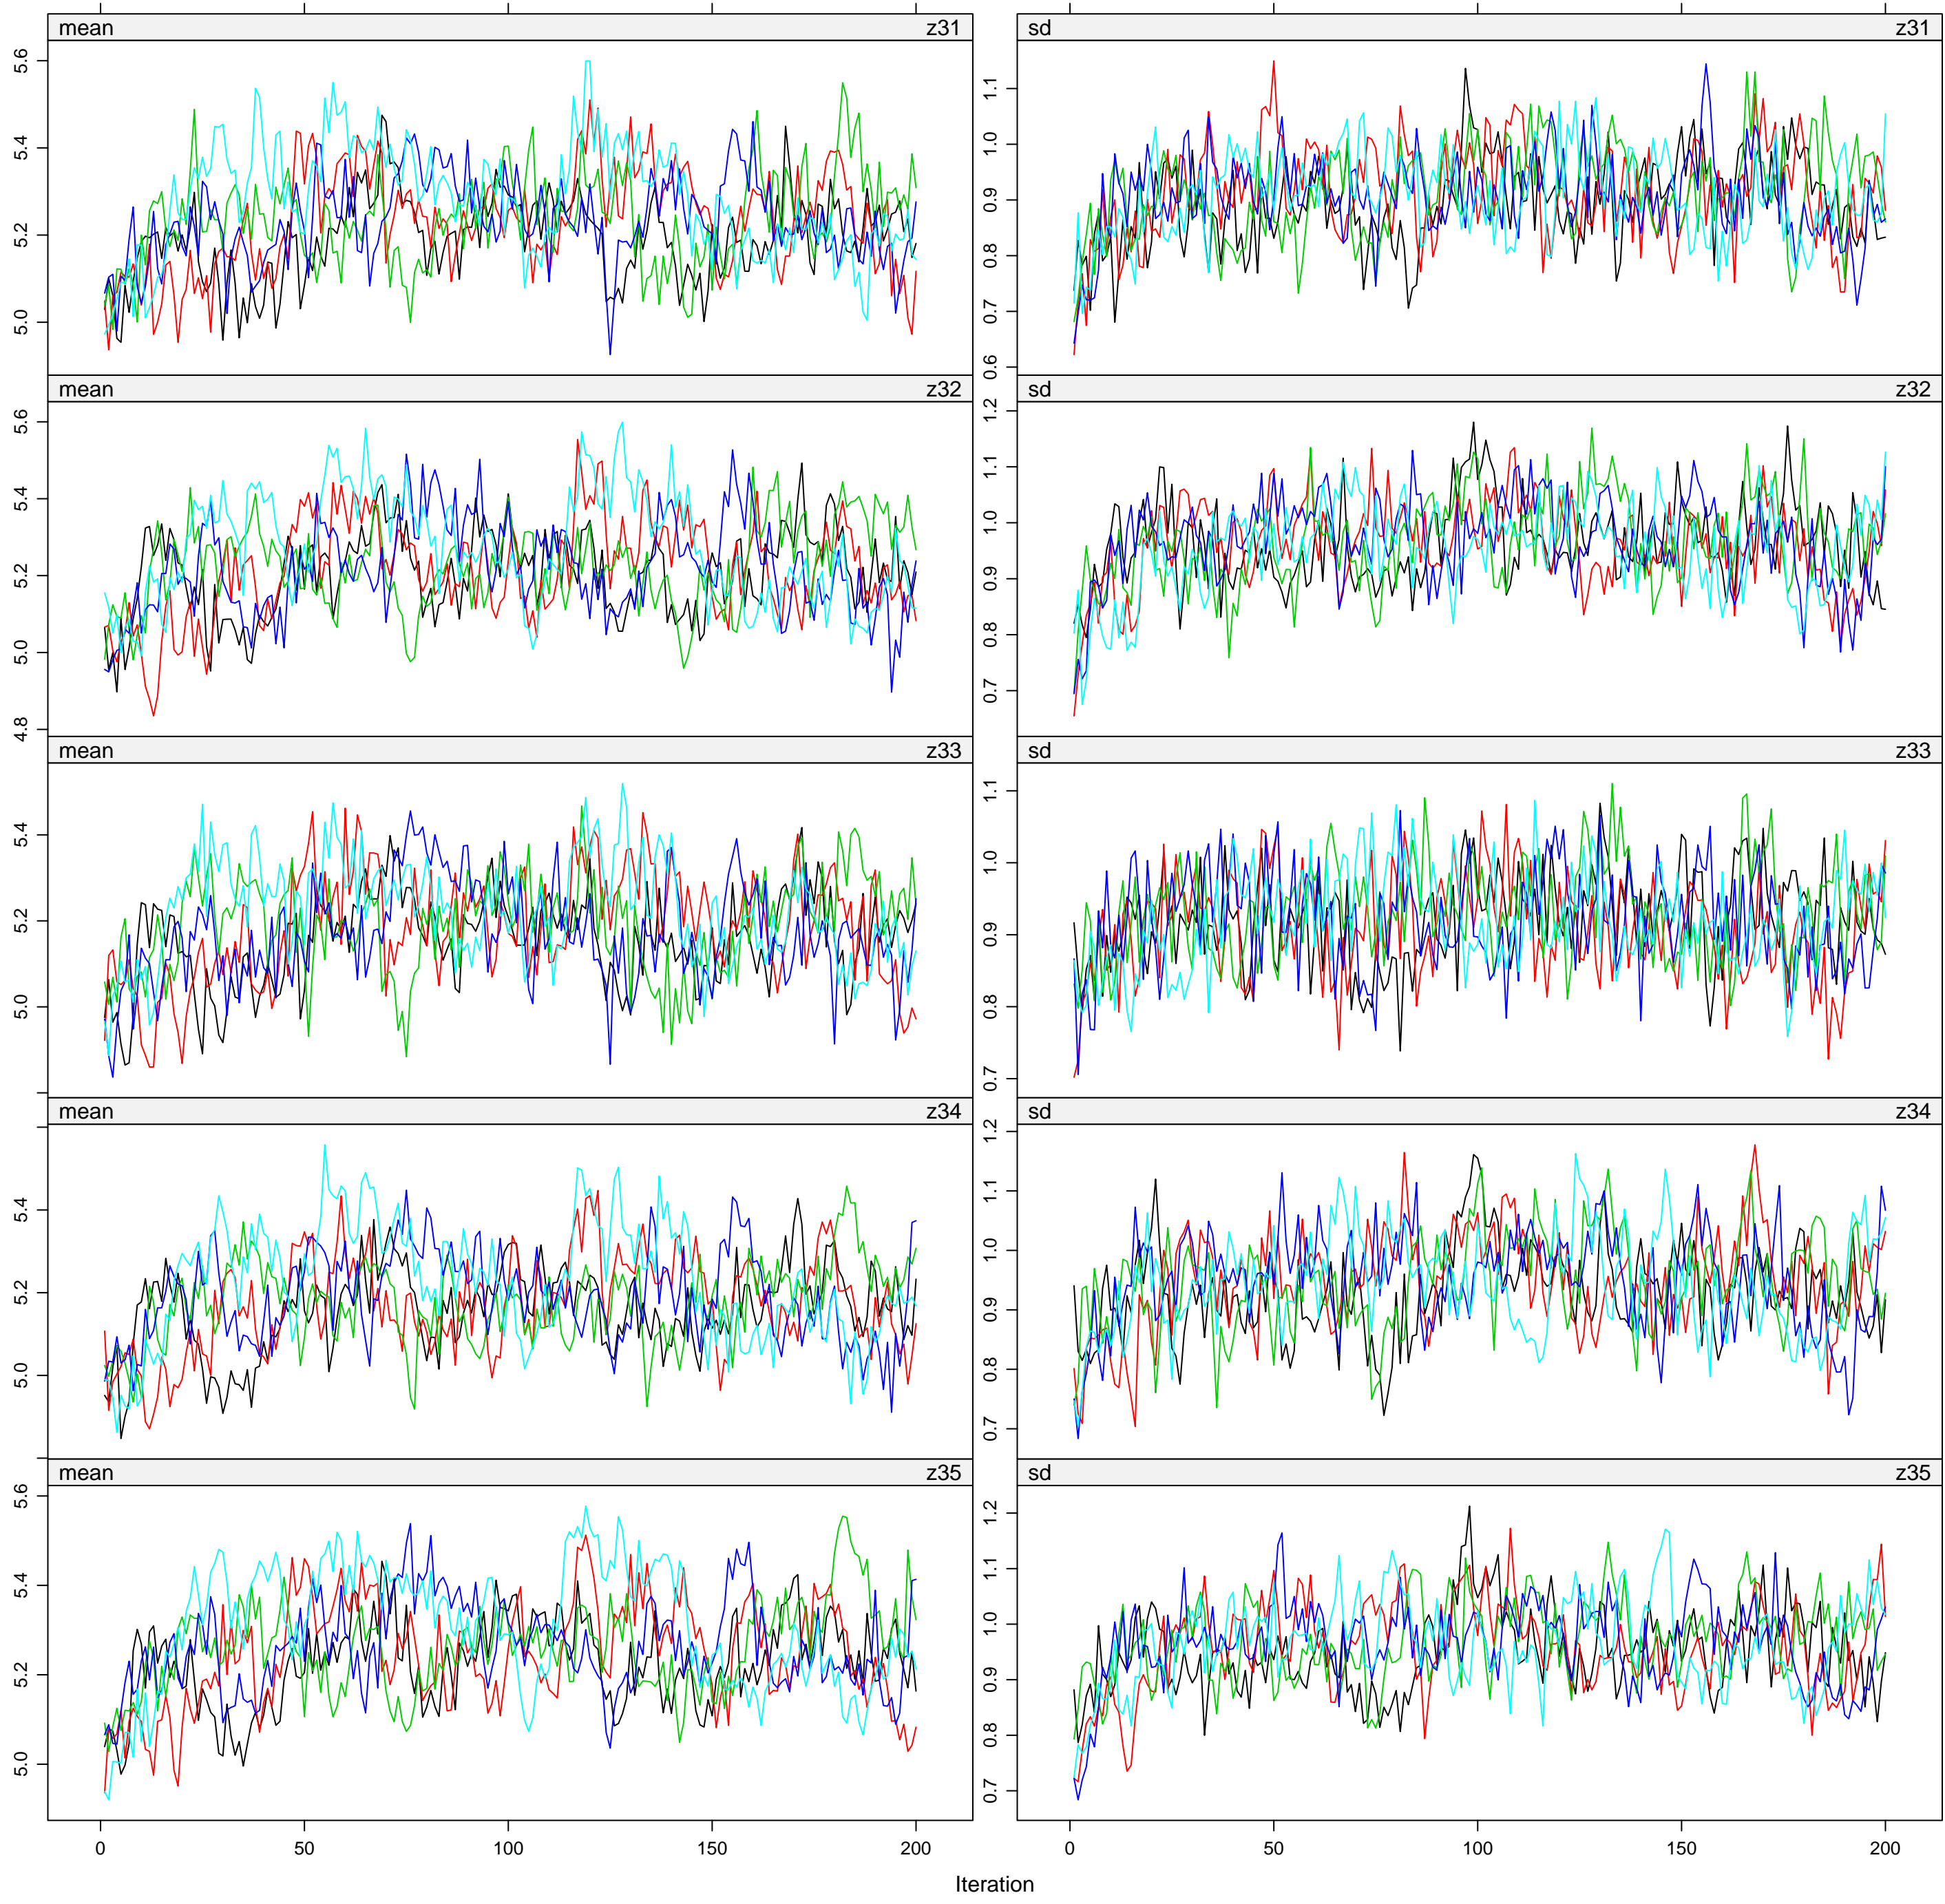 mean z31 sd z31
5.0 5.2 5.4 5.6
0.6 0.7 0.8 0.9 1.0 1.1
mean z32 sd z32
4.8 5.0 5.2 5.4 5.6
0.7 0.8 0.9 1.0 1.1 1.2
mean z33 sd z33
5.0 5.2 5.4
0.7 0.8 0.9 1.0 1.1
mean z34 sd z34
5.0 5.2 5.4
0.7 0.8 0.9 1.0 1.1 1.2
mean z35 sd z35
5.0 5.2 5.4 5.6
0.7 0.8 0.9 1.0 1.1 1.2
0 50 100 150 200 0 50 100 150 200
Iteration